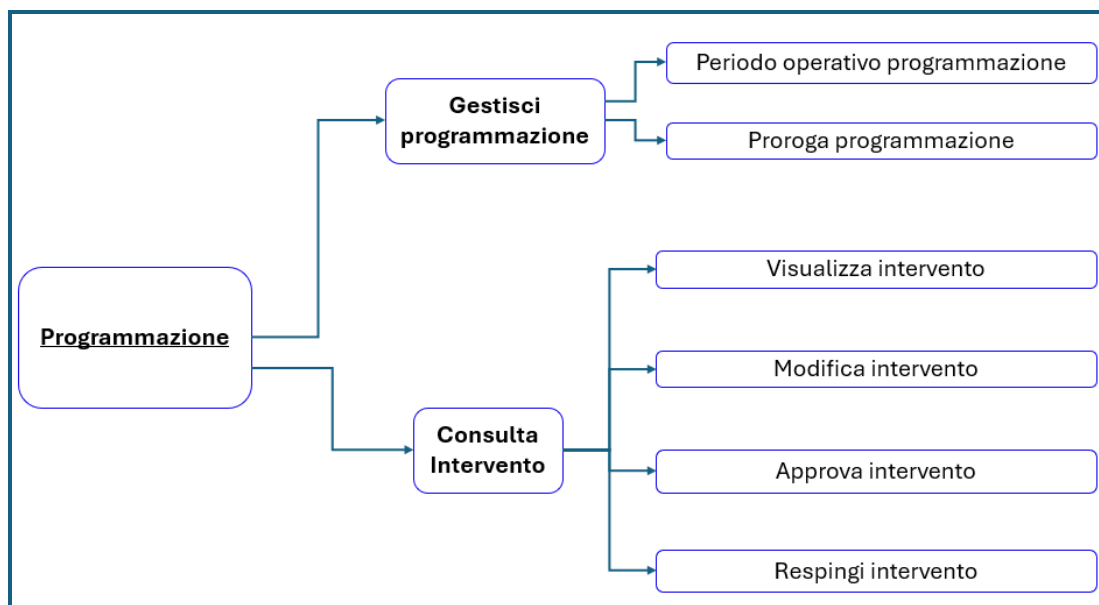 Periodo operativo programmazione
Gestisci
programmazione
Proroga programmazione
Visualizza intervento
Programmazione
Modifica intervento
Consulta
Intervento
Approva intervento
Respingi intervento